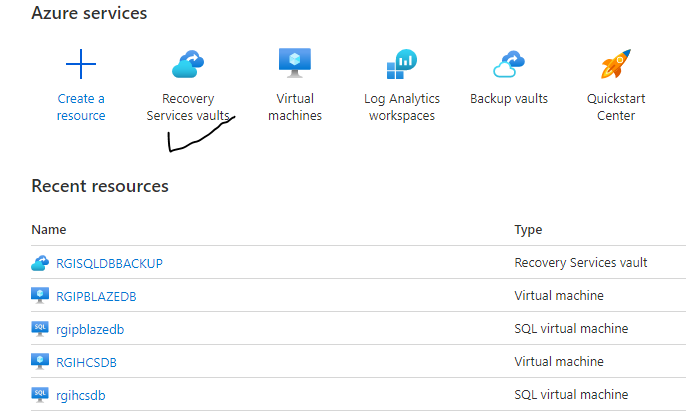 Azure services
Create a resource
Recovery Services vaults
Virtual machines
Log Analytics workspaces
Backup vaults
Quickstart Center
Recent resources
Name Type
RGISQLDBBACKUP Recovery Services vault
RGIPBLAZEDB Virtual machine
SQL rgipblazedb SQL virtual machine
RGIHCSDB Virtual machine
SQL rgihcsdb SQL virtual machine